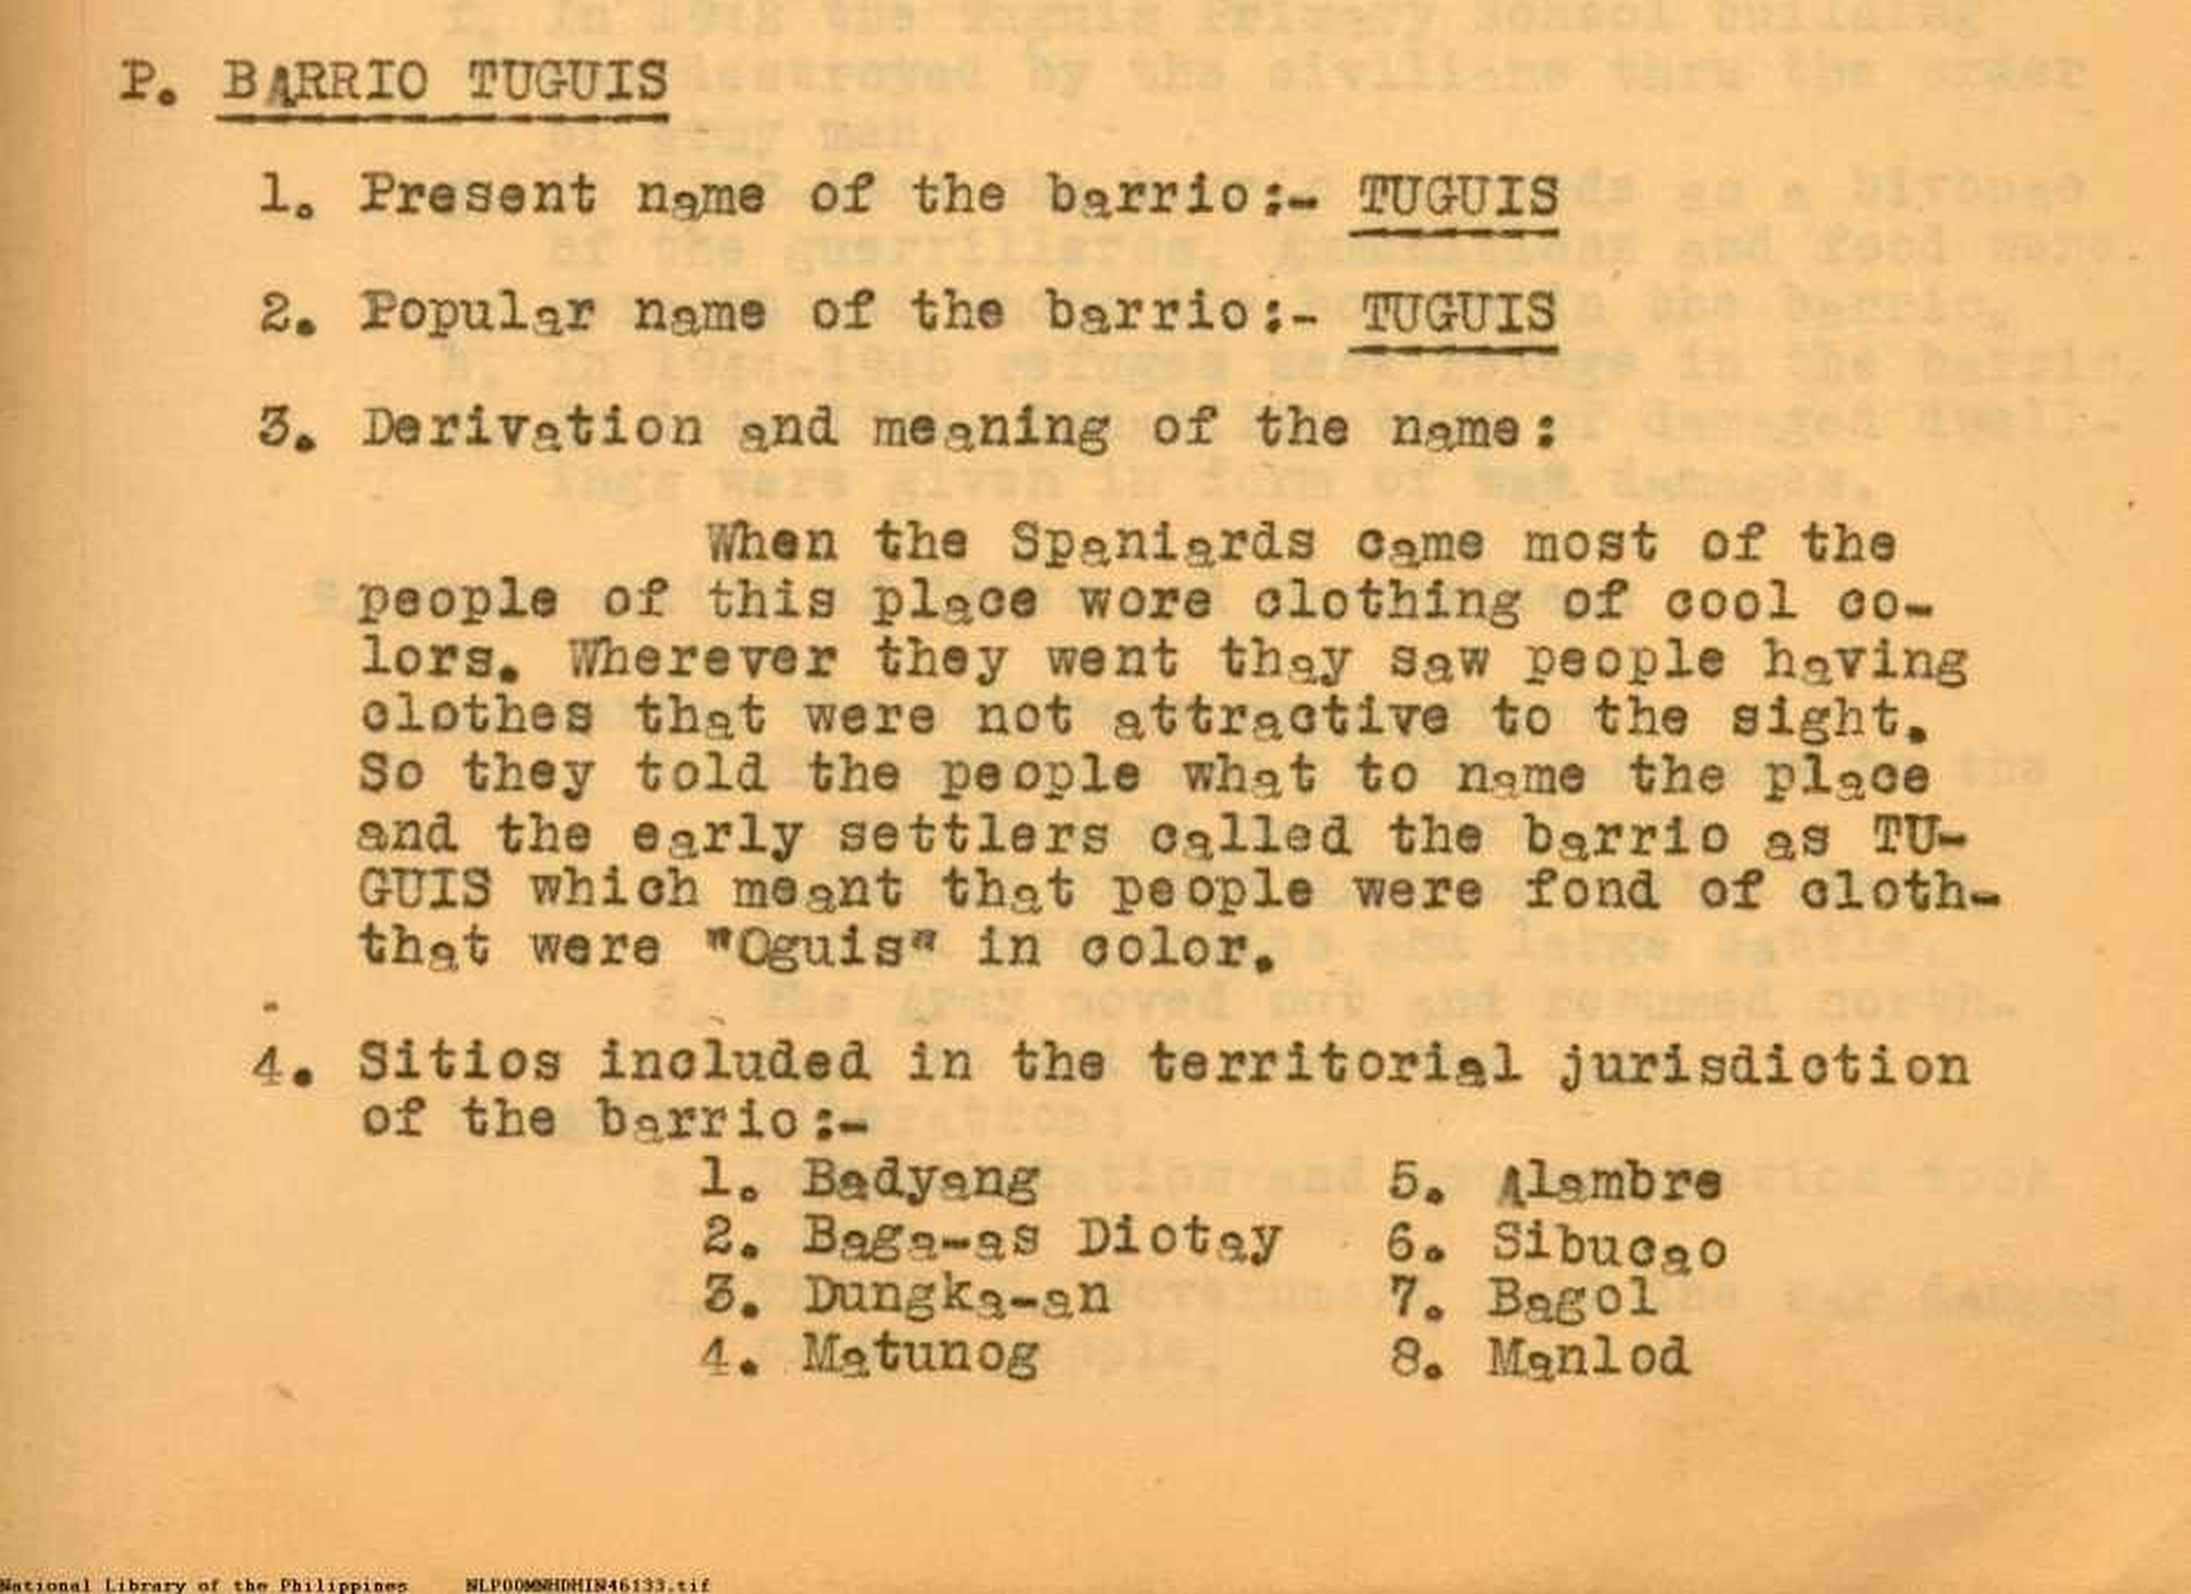 P. BARRIO TUGUIS
1. Present name of the barrio:- TUGUIS
2. Popular name of the barrio:- TUGUIS
3. Derivation and meaning of the name:
When the Spaniards came most of the
people of this place wore clothing of cool co-
lors. Wherever they went they saw people having
clothes that were not attractive to the sight.
So they told the people what to name the place
and the early settlers called the barrio as TU-
GUIS which meant that people were fond of cloth-
that were "Oguis" in color.
4. Sitios included in the territorial jurisdiction
of the barrio:-
1. Badyang 5. Alambre
2. Baga-as Diotay 6. Sibucao
3. Dungka-an 7. Bagol
4. Matunog 8. Manlod
National Library of the Philippines NLP00MNHDHIN46133.tif